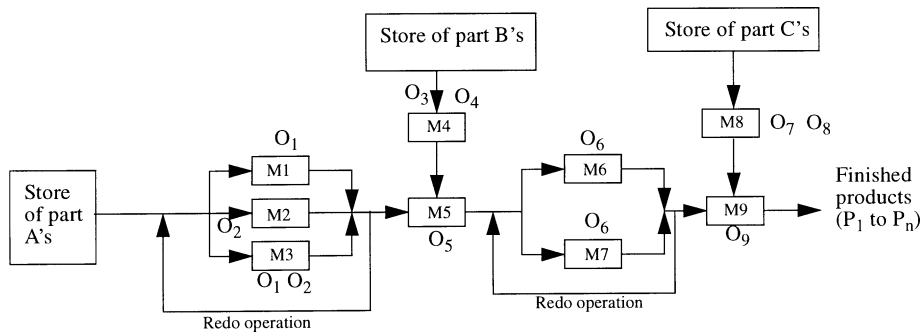 Store of part B's
Store of part C's
O₃ O₄
M4
M8
O₇ O₈
O₁
M1
O₆
M6
Store
of part
A's
M2
O₂
M5
O₅
M9
O₉
Finished
products
(P₁ to Pₙ)
M3
O₁ O₂
O₆
M7
Redo operation
Redo operation